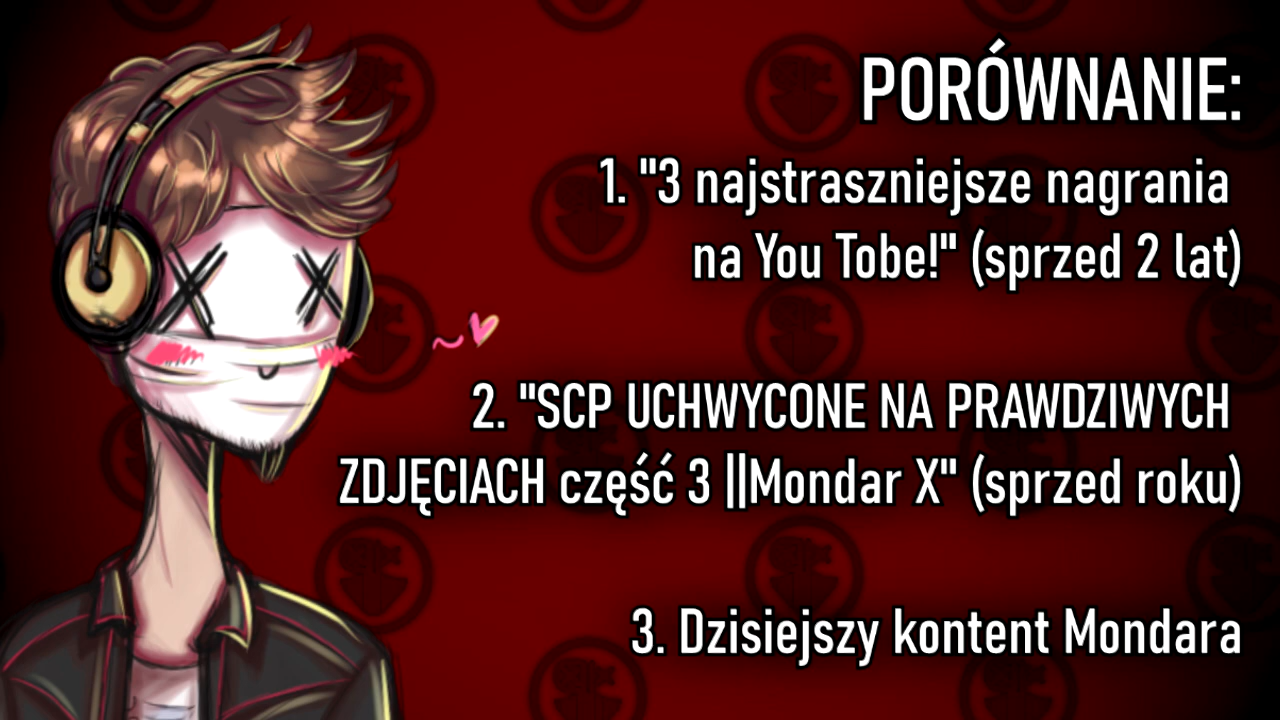 PORÓWNANIE:
1. "3 najstraszniejsze nagrania
na You Tobe!" (sprzed 2 lat)
2. "SCP UCHWYCONE NA PRAWDZIWYCH
ZDJĘCIACH część 3 ||Mondar X" (sprzed roku)
3. Dzisiejszy kontent Mondara